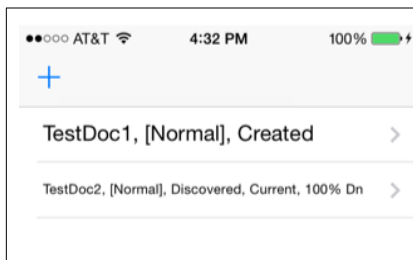 AT&T 4:32 PM 100%
+
TestDoc1, [Normal], Created
TestDoc2, [Normal], Discovered, Current, 100% Dn